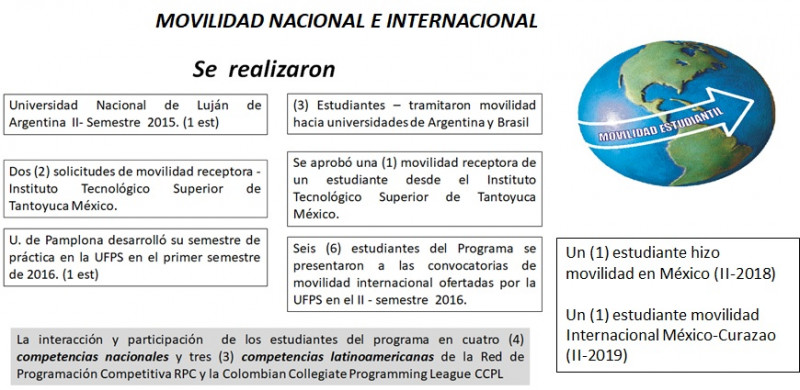 MOVILIDAD NACIONAL E INTERNACIONAL
Se realizaron
Universidad Nacional de Luján de
Argentina II- Semestre 2015. (1 est)
(3) Estudiantes – tramitaron movilidad
hacia universidades de Argentina y Brasil
MOVILIDAD ESTUDIANTIL
Dos (2) solicitudes de movilidad receptora -
Instituto Tecnológico Superior de
Tantoyuca México.
Se aprobó una (1) movilidad receptora de
un estudiante desde el Instituto
Tecnológico Superior de Tantoyuca
México.
U. de Pamplona desarrolló su semestre de
práctica en la UFPS en el primer semestre
de 2016. (1 est)
Seis (6) estudiantes del Programa se
presentaron a las convocatorias de
movilidad internacional ofertadas por la
UFPS en el II - semestre 2016.
Un (1) estudiante hizo
movilidad en México (II-2018)
Un (1) estudiante movilidad
Internacional México-Curazao
(II-2019)
La interacción y participación de los estudiantes del programa en cuatro (4)
competencias nacionales y tres (3) competencias latinoamericanas de la Red de
Programación Competitiva RPC y la Colombian Collegiate Programming League CCPL